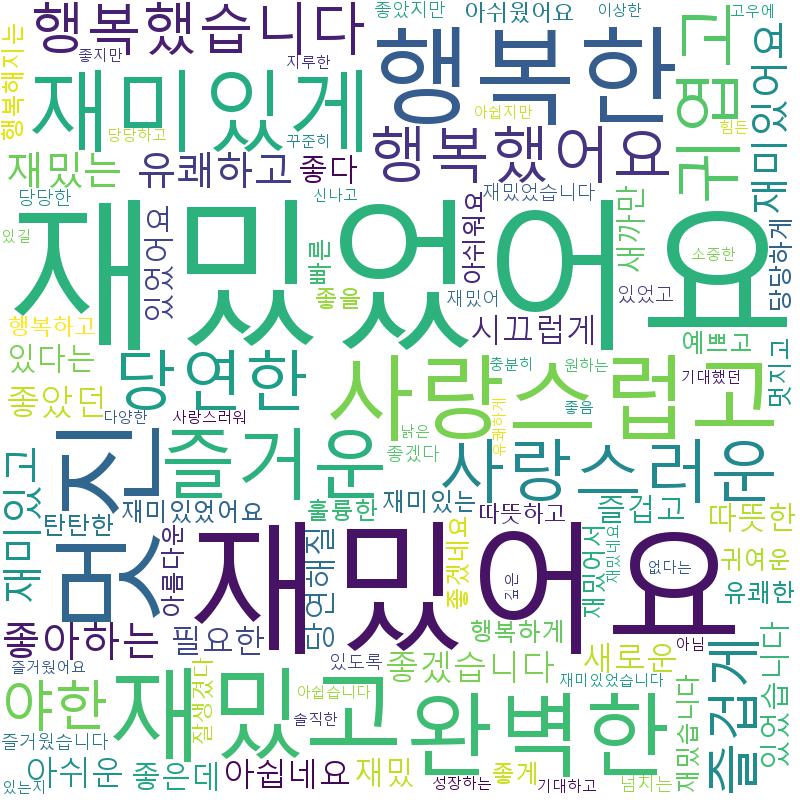 행복했습니다
좋았지만
아쉬웠어요
이상한
고우에
좋지만
지루한
행복해지는
재미있게
행복한
귀엽고
재미있어요
당당하고
꾸준히
아쉽지만
힘든
재밌는
유쾌하고
좋다
행복했어요
당당한
신나고
재밌었습니다
있길
재밌었어요
있었어요
빠른
아쉬워요
새까만
소중한
당당하게
좋을
재밌어
있었고
행복하고
시끄럽게
예쁘고
있다는
당연한
사랑스럽고
충분히
원하는
기대했던
멋지고
좋았던
다양한
사랑스러워
좋음
유쾌하게
멋진
즐거운
낡은
좋겠다
사랑스러운
재미있고
탄탄한
재미있었어요
훌륭한
재미있는
따뜻하고
즐겁고
따뜻한
아름다운
재밌어요
당연해질
좋겠네요
깊은
재밌어서
재밌네요
없다는
귀여운
유쾌한
좋아하는
필요한
행복하게
아님
즐거웠어요
있도록
좋겠습니다
새로운
재미있었습니다
즐겁게
있었습니다
야한
재밌고
잘생겼다
아쉽습니다
솔직한
완벽한
재밌습니다
즐거웠습니다
아쉬운
좋은데
아쉽네요
재밌
성장하는
좋게
기대하고
넘치는
있는지